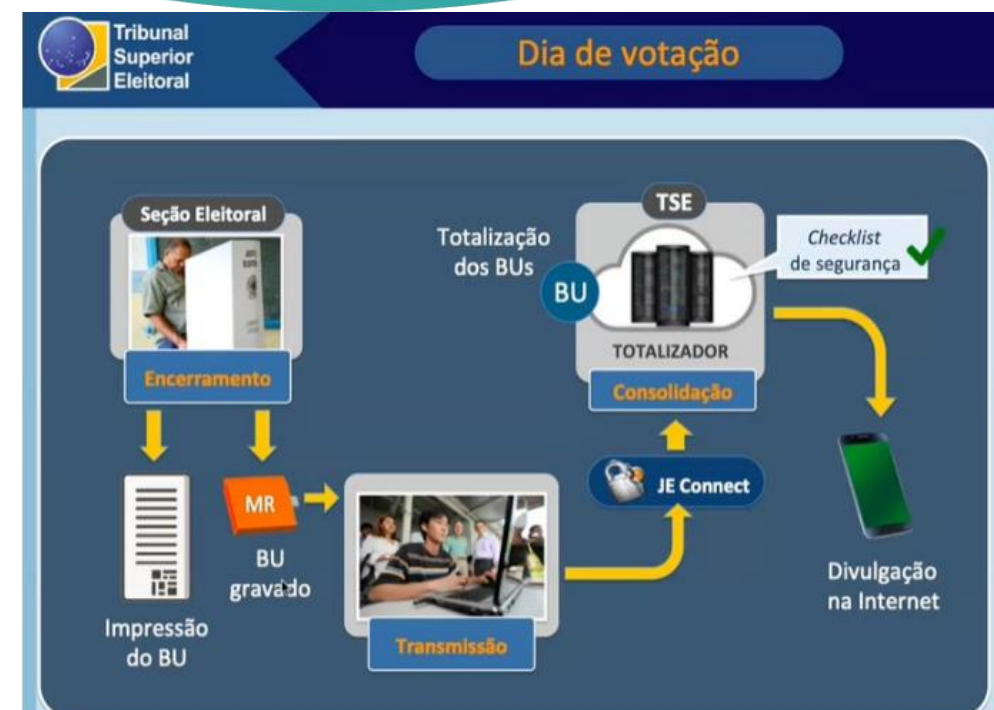 Tribunal
Superior
Eleitoral
Dia de votação
Seção Eleitoral
Encerramento
Impressão
do BU
MR
BU
gravado
Transmissão
JE Connect
Totalização
dos BUs
BU
TSE
TOTALIZADOR
Consolidação
Checklist
de segurança
Divulgação
na Internet